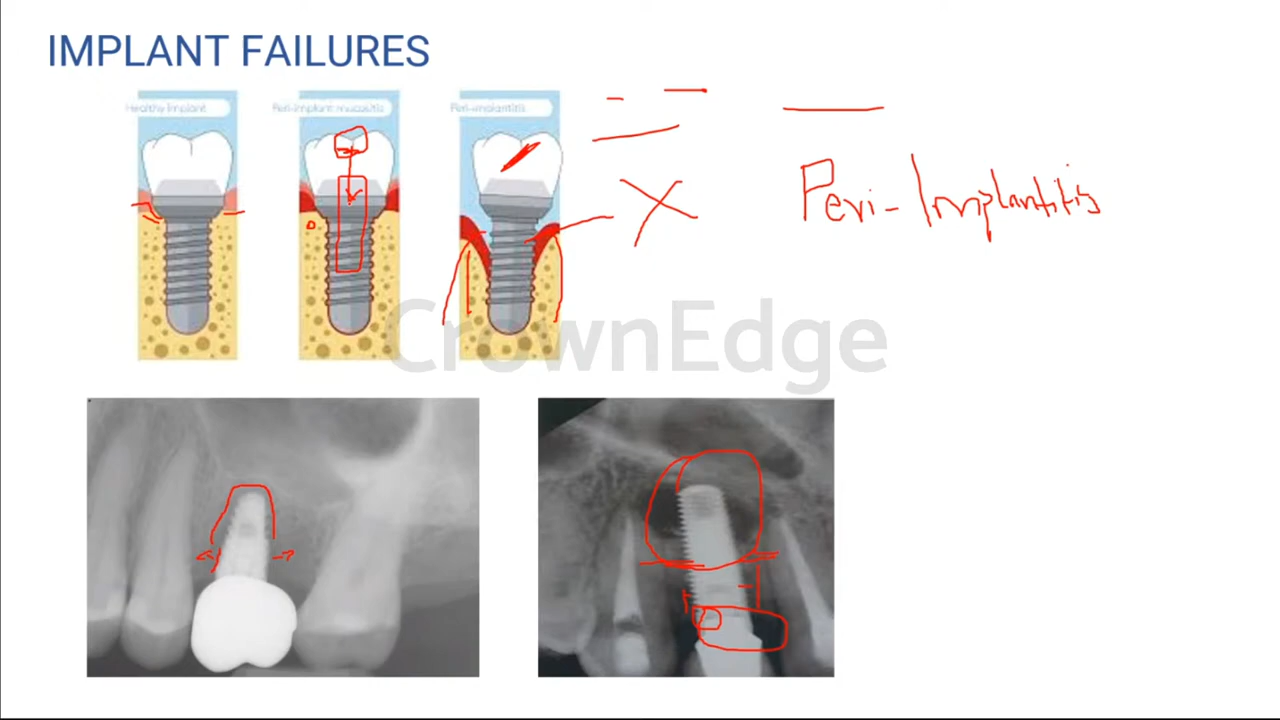 IMPLANT FAILURES
Healthy Implant
Peri-implant mucositis
Peri-implantitis
Peri-Implantitis
CrownEdge